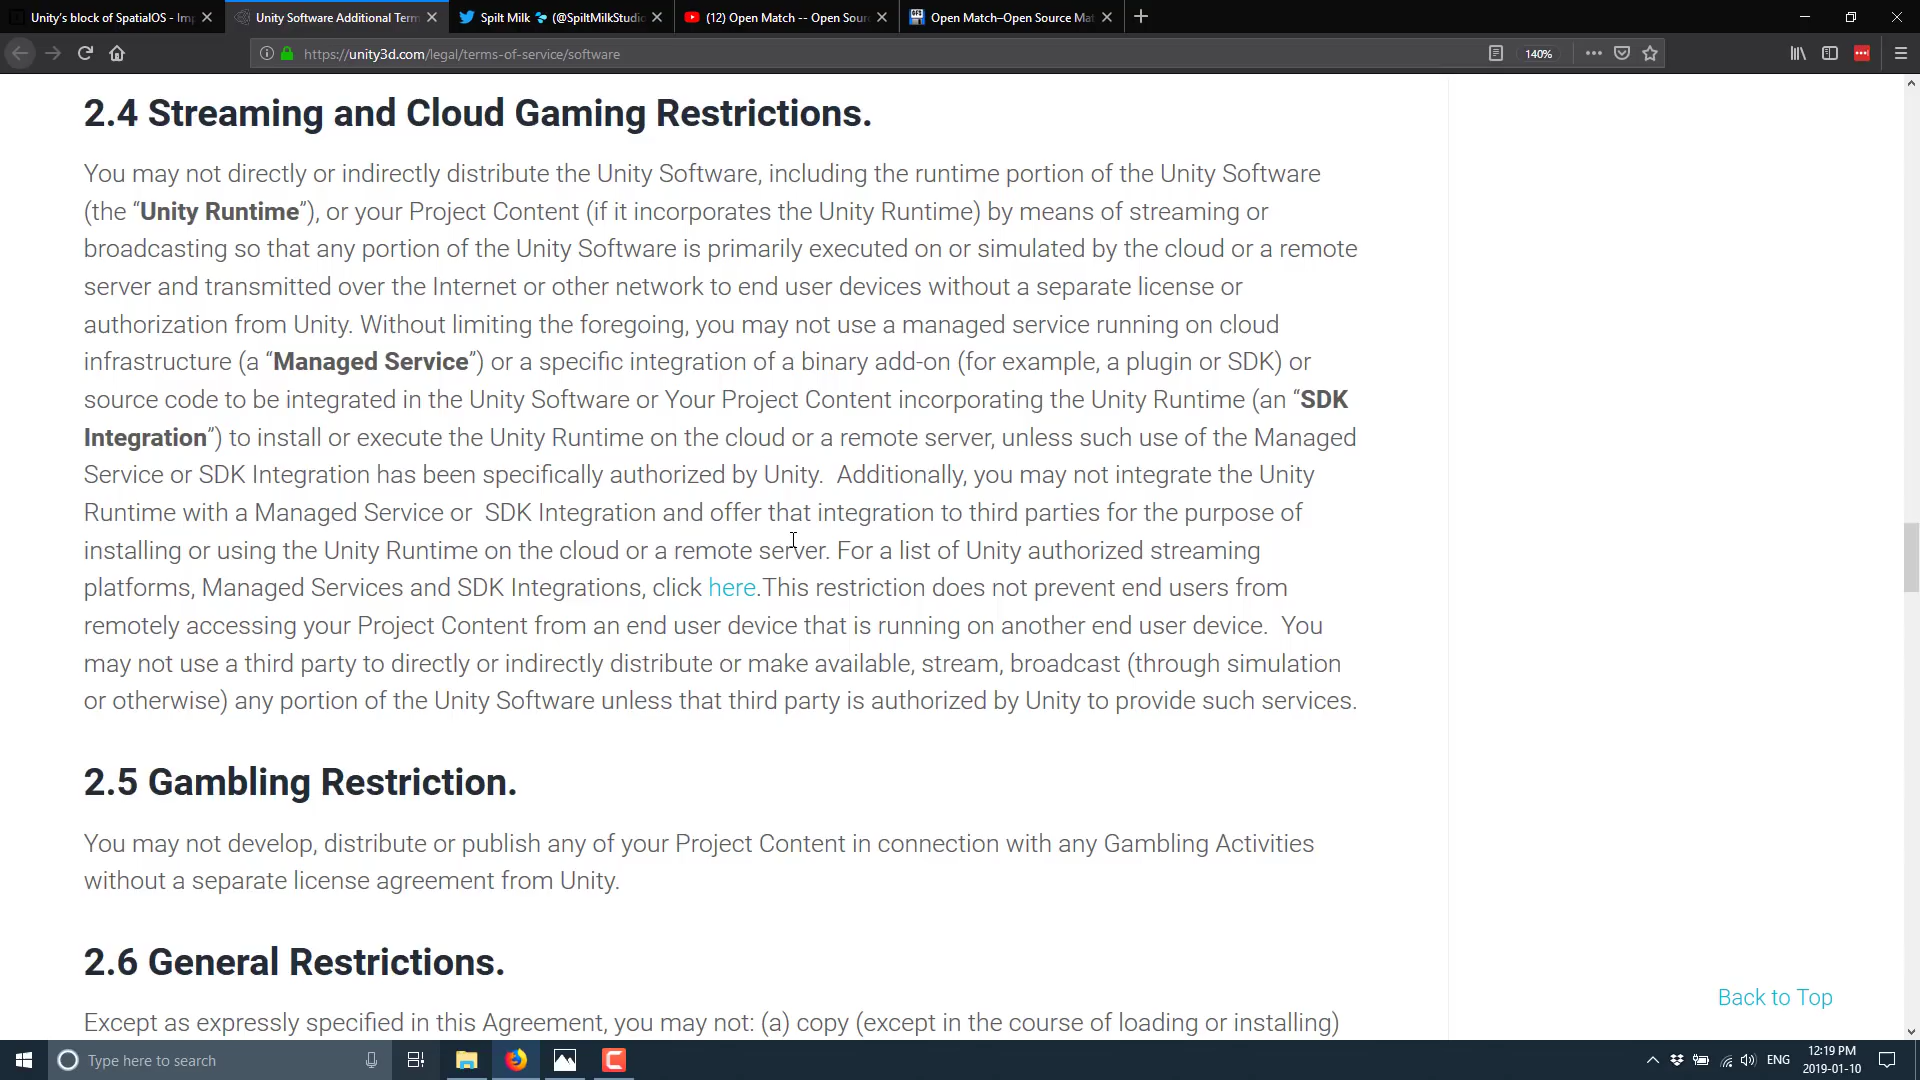 Unity's block of SpatialOS - Im
Unity Software Additional Term
Spilt Milk (@SpiltMilkStudio
(12) Open Match -- Open Sour
Open Match–Open Source Mat
https://unity3d.com/legal/terms-of-service/software
140%
2.4 Streaming and Cloud Gaming Restrictions.
You may not directly or indirectly distribute the Unity Software, including the runtime portion of the Unity Software
(the “Unity Runtime”), or your Project Content (if it incorporates the Unity Runtime) by means of streaming or
broadcasting so that any portion of the Unity Software is primarily executed on or simulated by the cloud or a remote
server and transmitted over the Internet or other network to end user devices without a separate license or
authorization from Unity. Without limiting the foregoing, you may not use a managed service running on cloud
infrastructure (a “Managed Service”) or a specific integration of a binary add-on (for example, a plugin or SDK) or
source code to be integrated in the Unity Software or Your Project Content incorporating the Unity Runtime (an “SDK
Integration”) to install or execute the Unity Runtime on the cloud or a remote server, unless such use of the Managed
Service or SDK Integration has been specifically authorized by Unity.  Additionally, you may not integrate the Unity
Runtime with a Managed Service or  SDK Integration and offer that integration to third parties for the purpose of
installing or using the Unity Runtime on the cloud or a remote server. For a list of Unity authorized streaming
platforms, Managed Services and SDK Integrations, click here.This restriction does not prevent end users from
remotely accessing your Project Content from an end user device that is running on another end user device.  You
may not use a third party to directly or indirectly distribute or make available, stream, broadcast (through simulation
or otherwise) any portion of the Unity Software unless that third party is authorized by Unity to provide such services.
2.5 Gambling Restriction.
You may not develop, distribute or publish any of your Project Content in connection with any Gambling Activities
without a separate license agreement from Unity.
2.6 General Restrictions.
Back to Top
Except as expressly specified in this Agreement, you may not: (a) copy (except in the course of loading or installing)
Type here to search
ENG
12:19 PM
2019-01-10